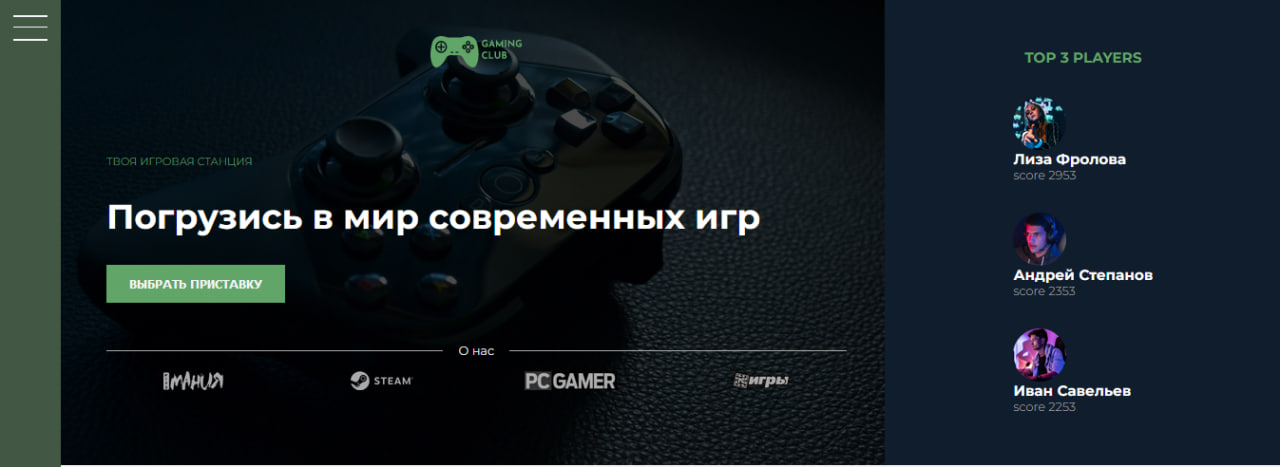 GAMING
CLUB
ТВОЯ ИГРОВАЯ СТАНЦИЯ
Погрузись в мир современных игр
ВЫБРАТЬ ПРИСТАВКУ
О нас
МАНИЯ
STEAM
PC GAMER
игры
TOP 3 PLAYERS
Лиза Фролова
score 2953
Андрей Степанов
score 2353
Иван Савельев
score 2253